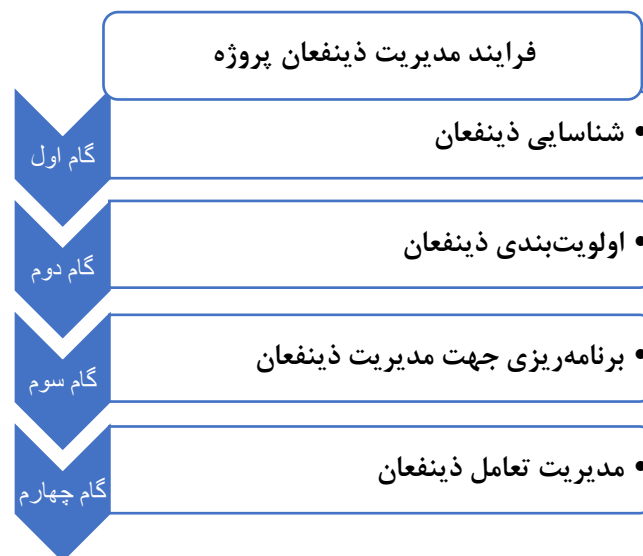 فرایند مدیریت ذینفعان پروژه
گام اول
• شناسایی ذینفعان
گام دوم
• اولویت‌بندی ذینفعان
گام سوم
• برنامه‌ریزی جهت مدیریت ذینفعان
گام چهارم
• مدیریت تعامل ذینفعان